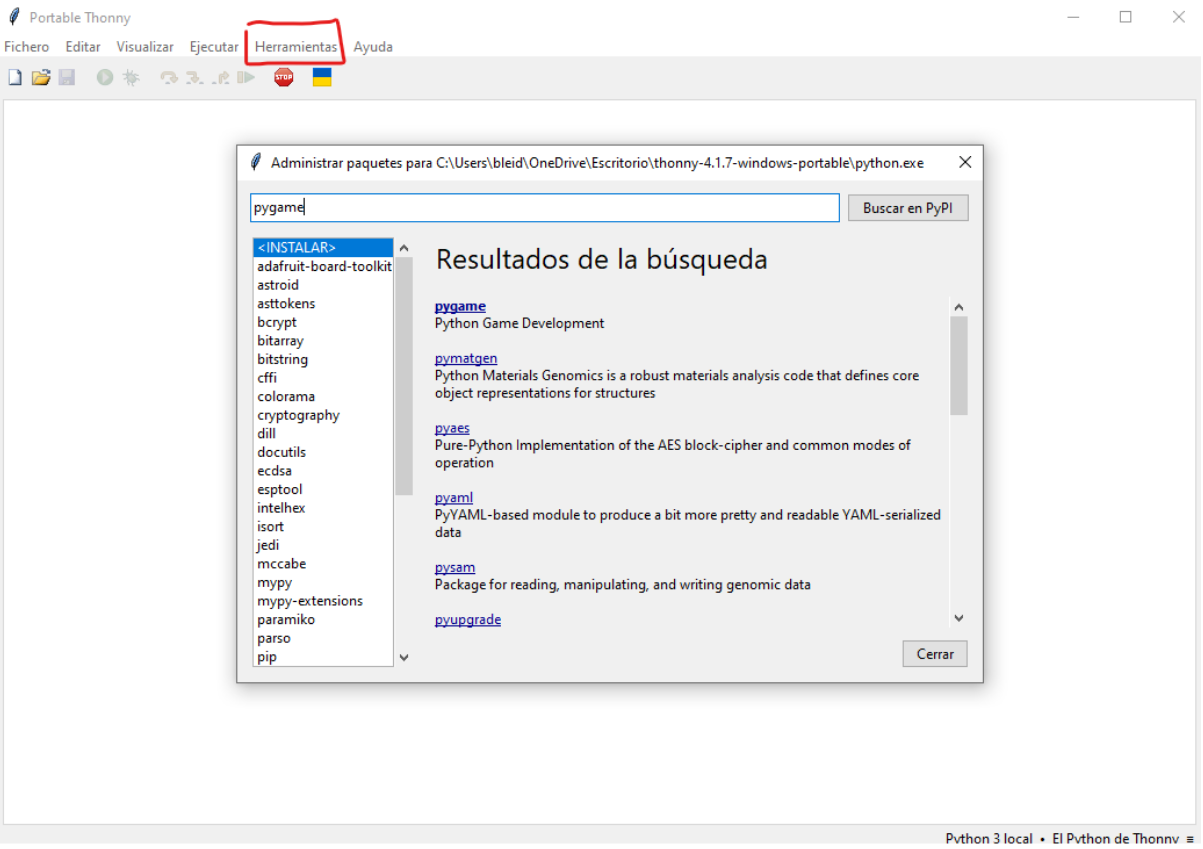 Portable Thonny
Fichero Editar Visualizar Ejecutar Herramientas Ayuda
STOP
Administrar paquetes para C:\Users\bleid\OneDrive\Escritorio\thonny-4.1.7-windows-portable\python.exe
pygame
Buscar en PyPI
<INSTALAR>
adafruit-board-toolkit
astroid
asttokens
bcrypt
bitarray
bitstring
cffi
colorama
cryptography
dill
docutils
ecdsa
esptool
intelhex
isort
jedi
mccabe
mypy
mypy-extensions
paramiko
parso
pip
Resultados de la búsqueda
pygame
Python Game Development
pymatgen
Python Materials Genomics is a robust materials analysis code that defines core
object representations for structures
pyaes
Pure-Python Implementation of the AES block-cipher and common modes of
operation
pyaml
PyYAML-based module to produce a bit more pretty and readable YAML-serialized
data
pysam
Package for reading, manipulating, and writing genomic data
pyupgrade
Cerrar
Python 3 local • El Python de Thonny ≡